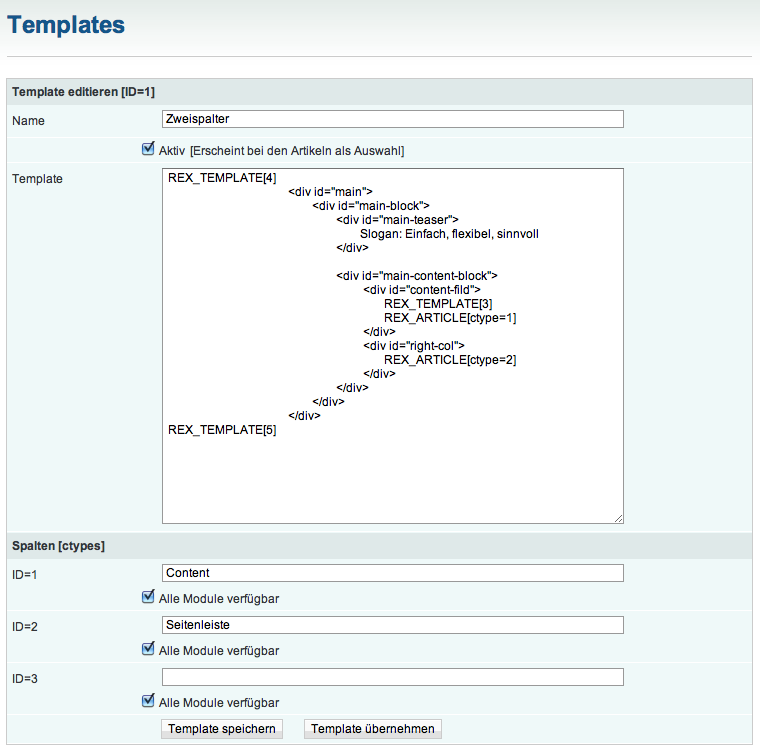 Templates
Template editieren [ID=1]
Name
Zweispalter
Aktiv [Erscheint bei den Artikeln als Auswahl]
Template
REX_TEMPLATE[4]
<div id="main">
<div id="main-block">
<div id="main-teaser">
Slogan: Einfach, flexibel, sinnvoll
</div>
<div id="main-content-block">
<div id="content-fild">
REX_TEMPLATE[3]
REX_ARTICLE[ctype=1]
</div>
<div id="right-col">
REX_ARTICLE[ctype=2]
</div>
</div>
</div>
</div>
REX_TEMPLATE[5]
Spalten [ctypes]
ID=1
Content
Alle Module verfügbar
ID=2
Seitenleiste
Alle Module verfügbar
ID=3
Alle Module verfügbar
Template speichern Template übernehmen